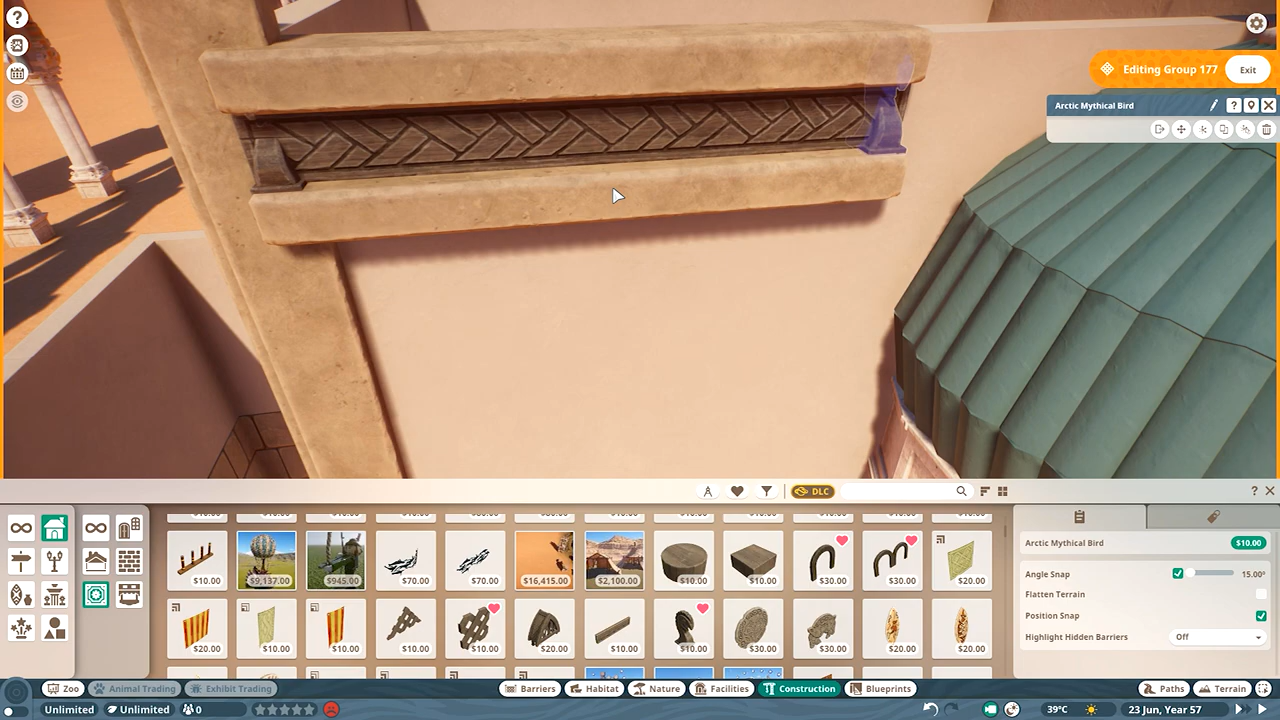 Editing Group 177
Exit
Arctic Mythical Bird
DLC
$10.00
$9,137.00
$945.00
$70.00
$70.00
$16,415.00
$2,100.00
$10.00
$10.00
$30.00
$30.00
$20.00
$20.00
$10.00
$10.00
$10.00
$10.00
$20.00
$10.00
$10.00
$30.00
$30.00
$20.00
$20.00
Arctic Mythical Bird
$10.00
Angle Snap
15.00°
Flatten Terrain
Position Snap
Highlight Hidden Barriers
Off
Zoo
Animal Trading
Exhibit Trading
Barriers
Habitat
Nature
Facilities
Construction
Blueprints
Paths
Terrain
Unlimited
Unlimited
0
39°C
23 Jun, Year 57